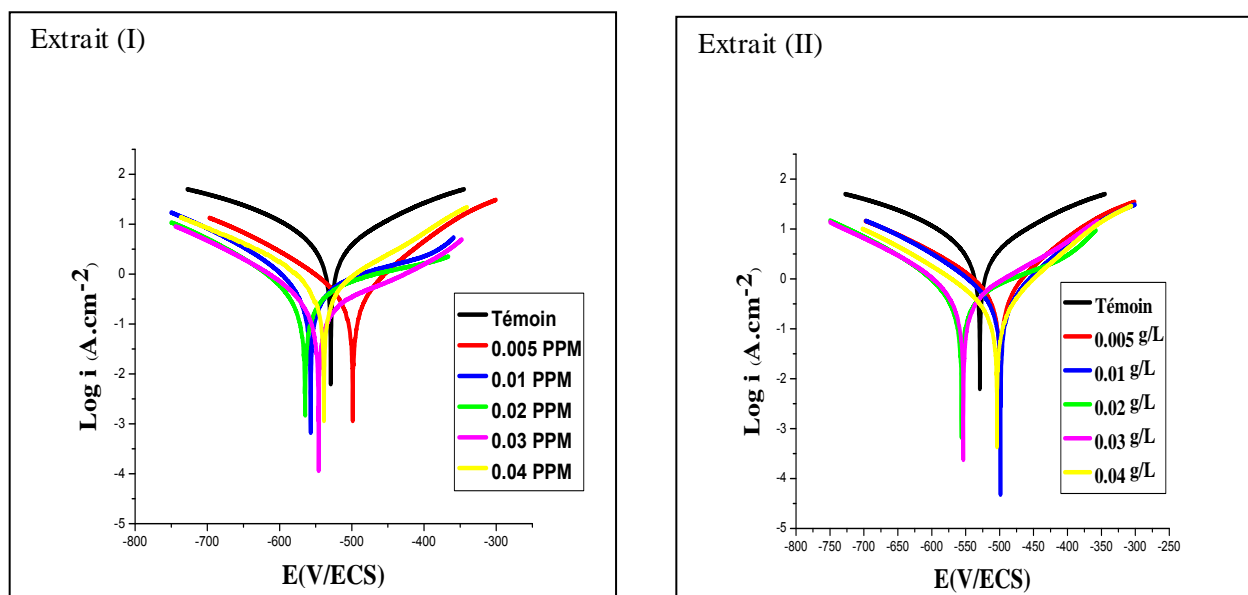 Extrait (I)
2
1
0
-1
-2
-3
-4
-5
Log i (A.cm-2)
-800
-700
-600
-500
-400
-300
E(V/ECS)
Témoin
0.005 PPM
0.01 PPM
0.02 PPM
0.03 PPM
0.04 PPM
Extrait (II)
2
1
0
-1
-2
-3
-4
-5
Log i (A.cm-2)
-800
-750
-700
-650
-600
-550
-500
-450
-400
-350
-300
-250
E(V/ECS)
Témoin
0.005 g/L
0.01 g/L
0.02 g/L
0.03 g/L
0.04 g/L